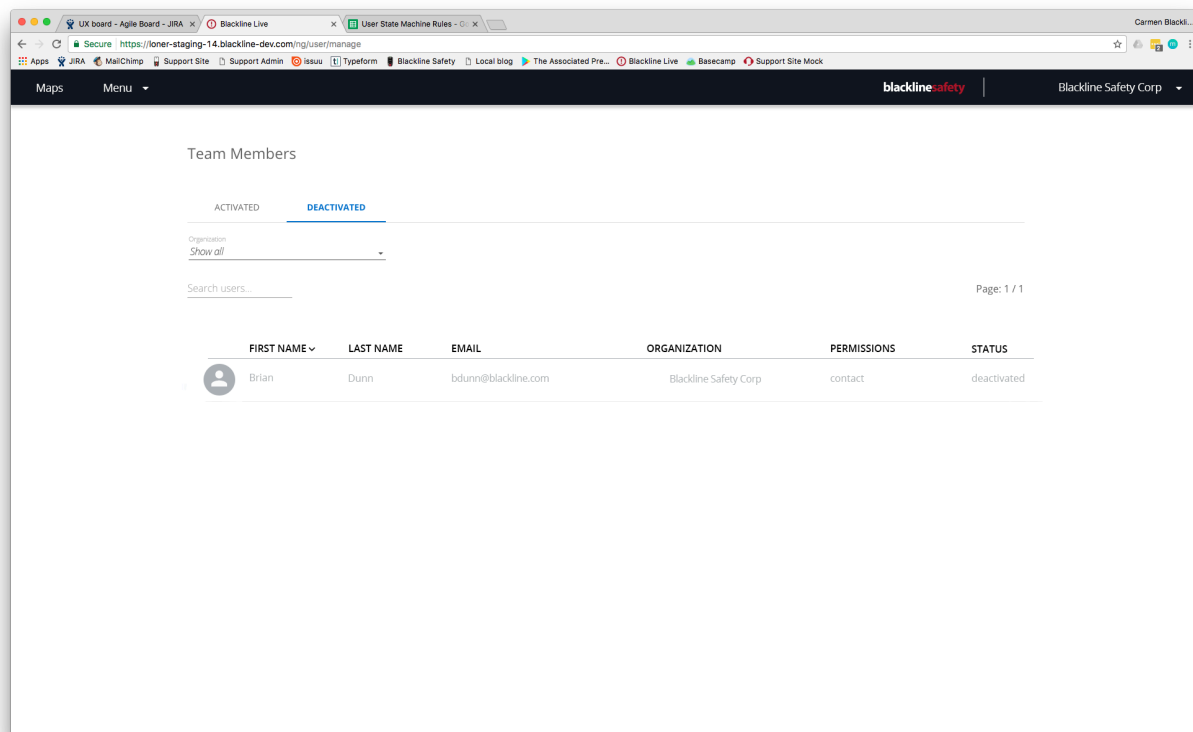 UX board - Agile Board - JIRA
Blackline Live
User State Machine Rules - Go
Carmen Blackli...
Secure https://loner-staging-14.blackline-dev.com/ng/user/manage
Apps JIRA MailChimp Support Site Support Admin issuu Typeform Blackline Safety Local blog The Associated Pre... Blackline Live Basecamp Support Site Mock
Maps Menu blacklinesafety Blackline Safety Corp
Team Members
ACTIVATED DEACTIVATED
Organization
Show all
Search users... Page: 1 / 1
FIRST NAME LAST NAME EMAIL ORGANIZATION PERMISSIONS STATUS
Brian Dunn bdunn@blackline.com Blackline Safety Corp contact deactivated